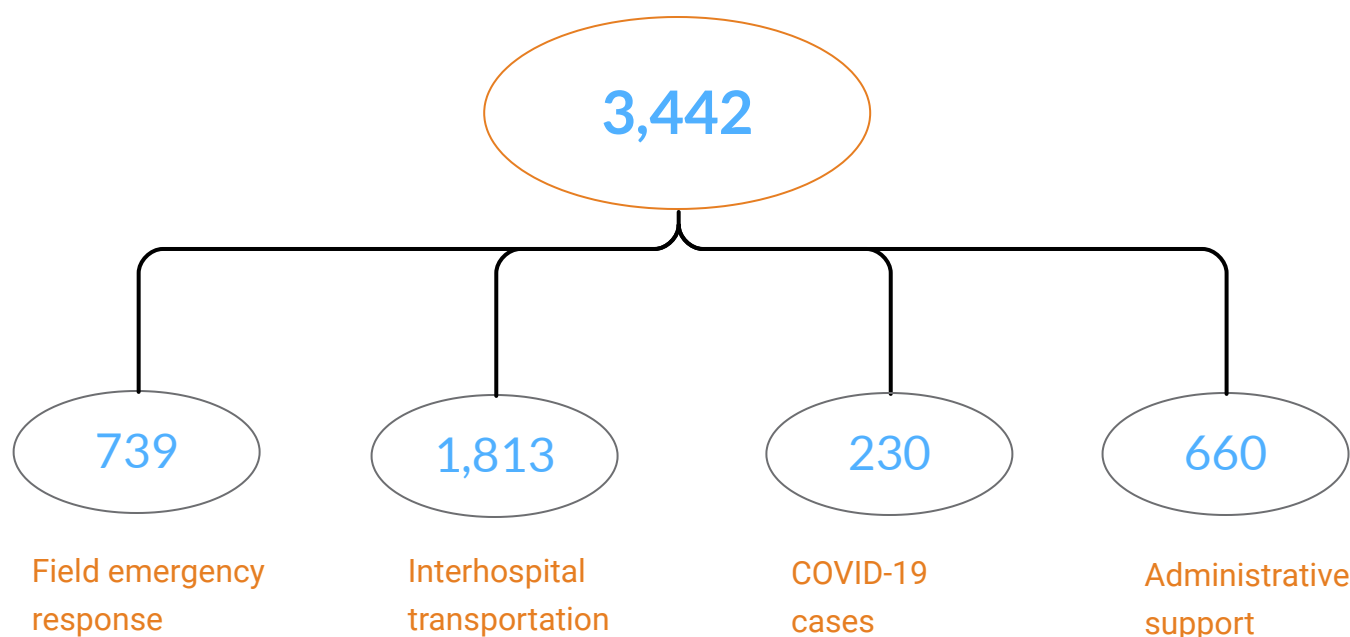 3,442
739
1,813
230
660
Field emergency
response
Interhospital
transportation
COVID-19
cases
Administrative
support